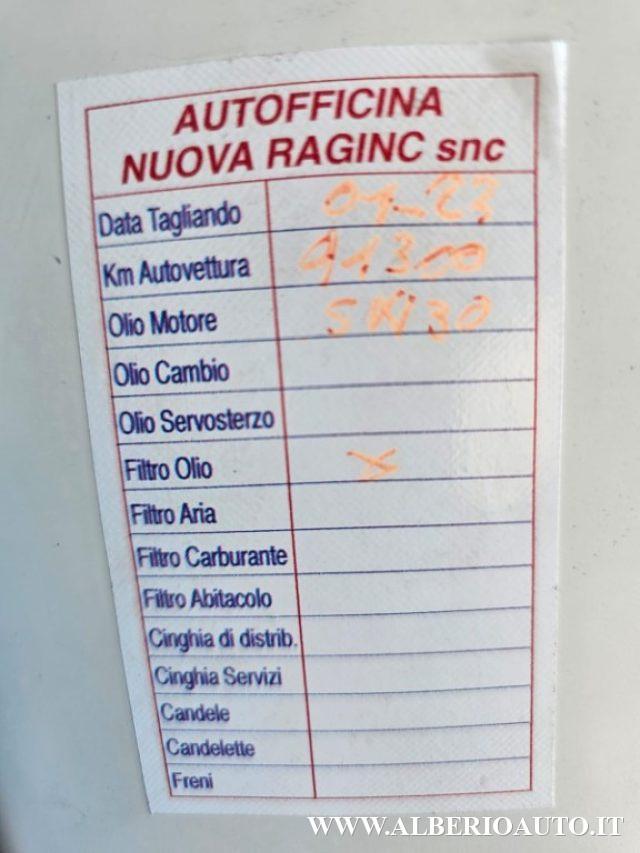 AUTOFFICINA
NUOVA RAGINC snc
Data Tagliando 01-23
Km Autovettura 91300
Olio Motore 5W30
Olio Cambio
Olio Servosterzo
Filtro Olio X
Filtro Aria
Filtro Carburante
Filtro Abitacolo
Cinghia di distrib.
Cinghia Servizi
Candele
Candelette
Freni
WWW.ALBERIOAUTO.IT